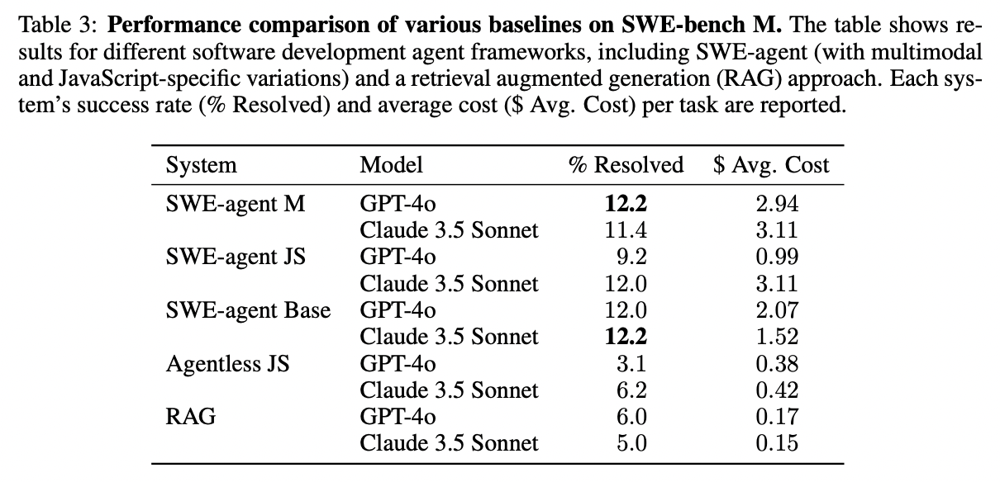 Table 3: Performance comparison of various baselines on SWE-bench M. The table shows re-
sults for different software development agent frameworks, including SWE-agent (with multimodal
and JavaScript-specific variations) and a retrieval augmented generation (RAG) approach. Each sys-
tem's success rate (% Resolved) and average cost ($ Avg. Cost) per task are reported.
System Model % Resolved $ Avg. Cost
SWE-agent M GPT-4o 12.2 2.94
Claude 3.5 Sonnet 11.4 3.11
SWE-agent JS GPT-4o 9.2 0.99
Claude 3.5 Sonnet 12.0 3.11
SWE-agent Base GPT-4o 12.0 2.07
Claude 3.5 Sonnet 12.2 1.52
Agentless JS GPT-4o 3.1 0.38
Claude 3.5 Sonnet 6.2 0.42
RAG GPT-4o 6.0 0.17
Claude 3.5 Sonnet 5.0 0.15